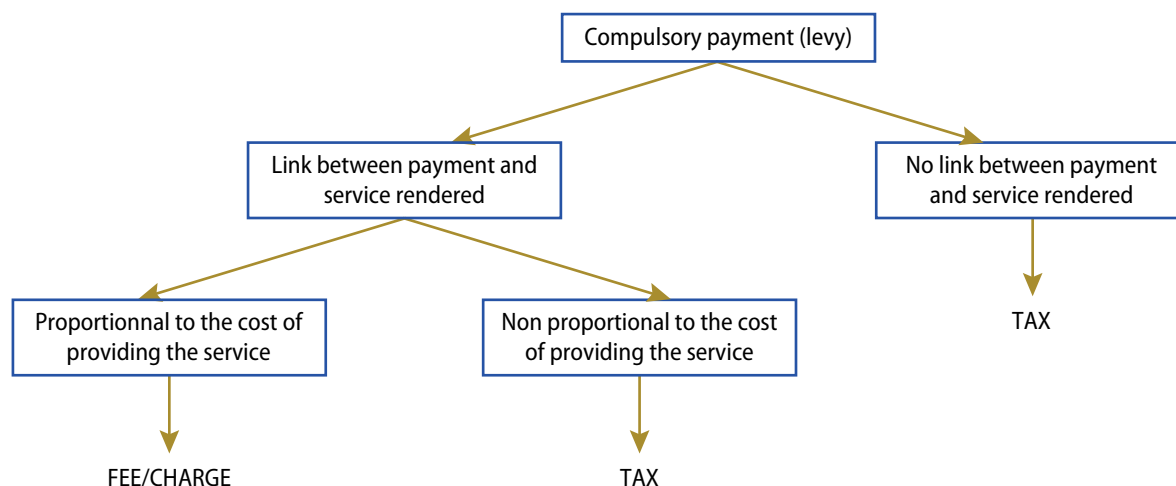 Compulsory payment (levy)
Link between payment and
service rendered
No link between payment
and service rendered
Proportionnal to the cost of
providing the service
Non proportional to the cost
of providing the service
TAX
FEE/CHARGE
TAX